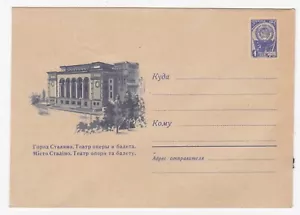 Куда
Кому
Город Сталино. Театр оперы и балета.
Місто Сталіно. Театр опери та балету.
Адрес отправителя